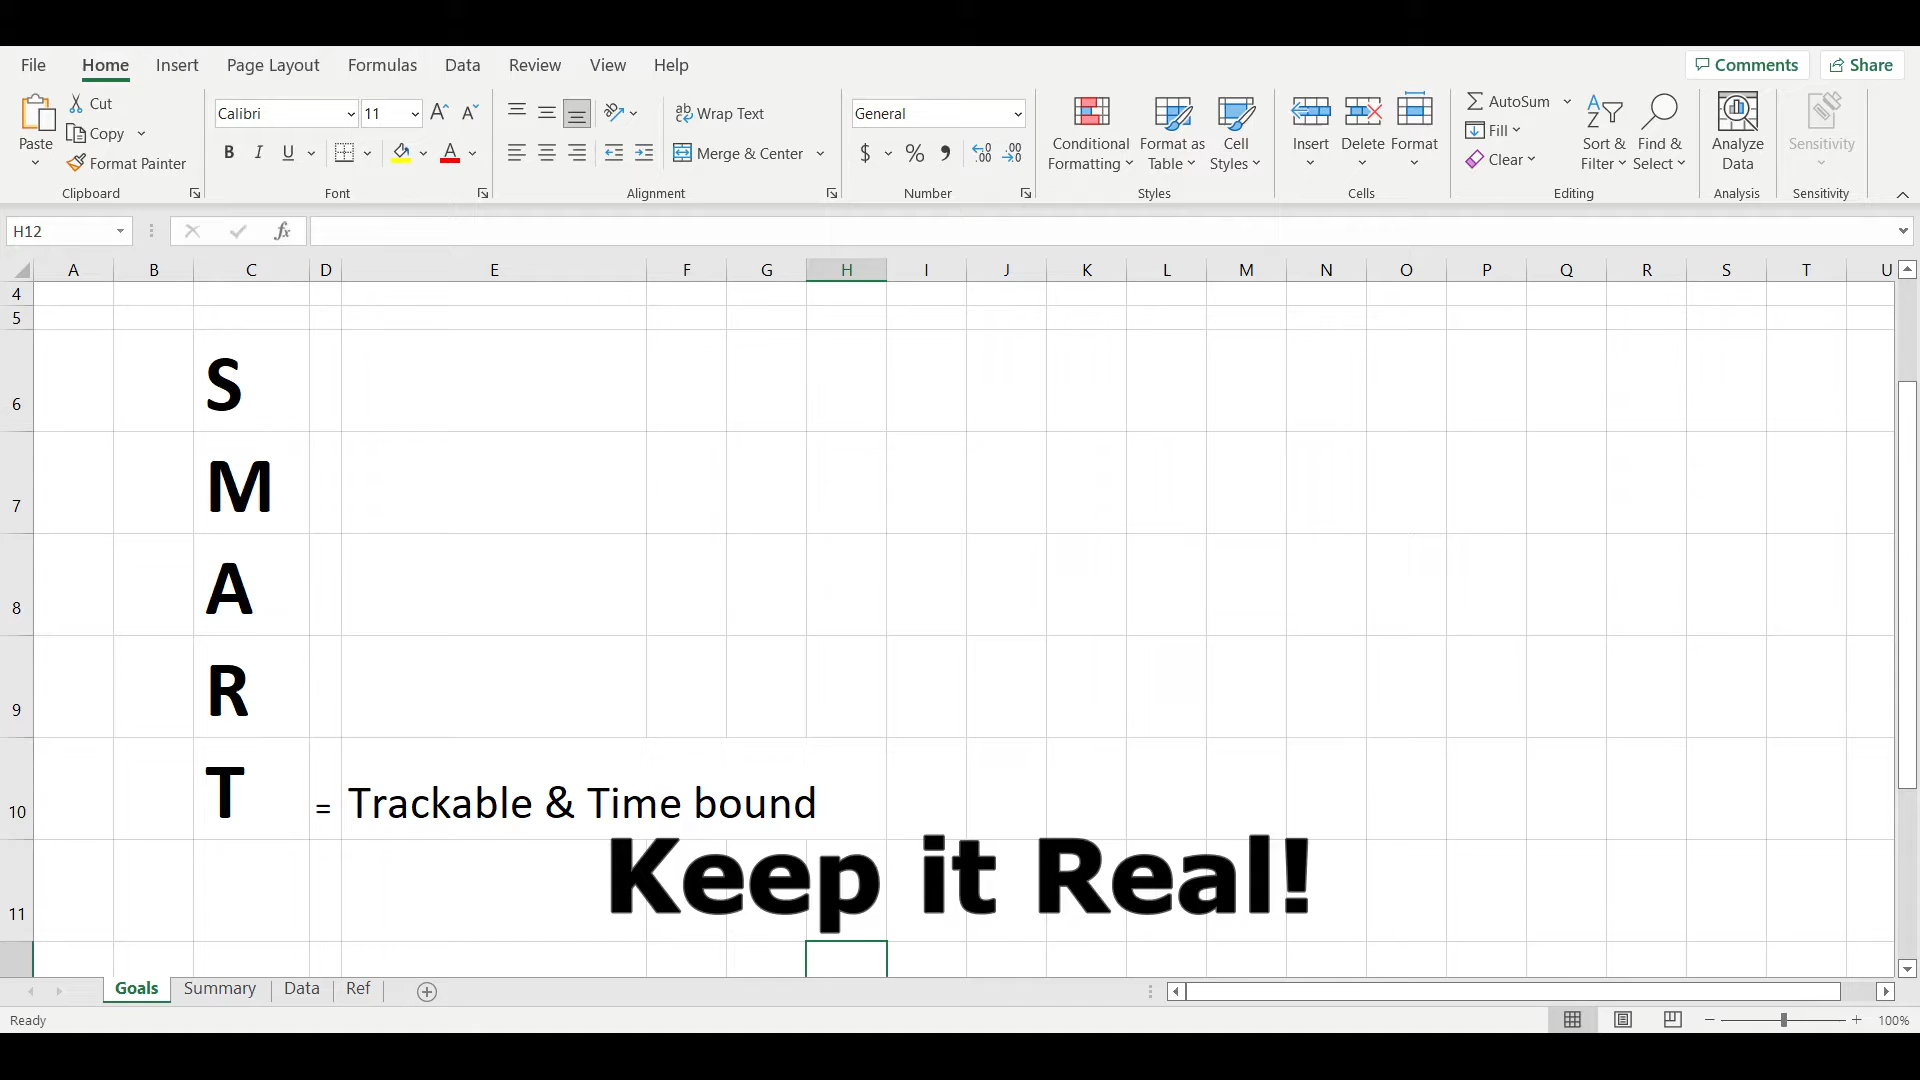 File Home Insert Page Layout Formulas Data Review View Help Comments Share
Paste Cut Copy Format Painter Clipboard
Calibri 11 B I U Font
Wrap Text Merge & Center Alignment
General $ % Number
Conditional Formatting Format as Table Cell Styles Styles
Insert Delete Format Cells
AutoSum Fill Clear Sort & Filter Find & Select Editing
Analyze Data Analysis
Sensitivity Sensitivity
H12 fx
A B C D E F G H I J K L M N O P Q R S T U
4
5
6 S
7 M
8 A
9 R
10 T = Trackable & Time bound
Keep it Real!
11
Goals Summary Data Ref
Ready 100%